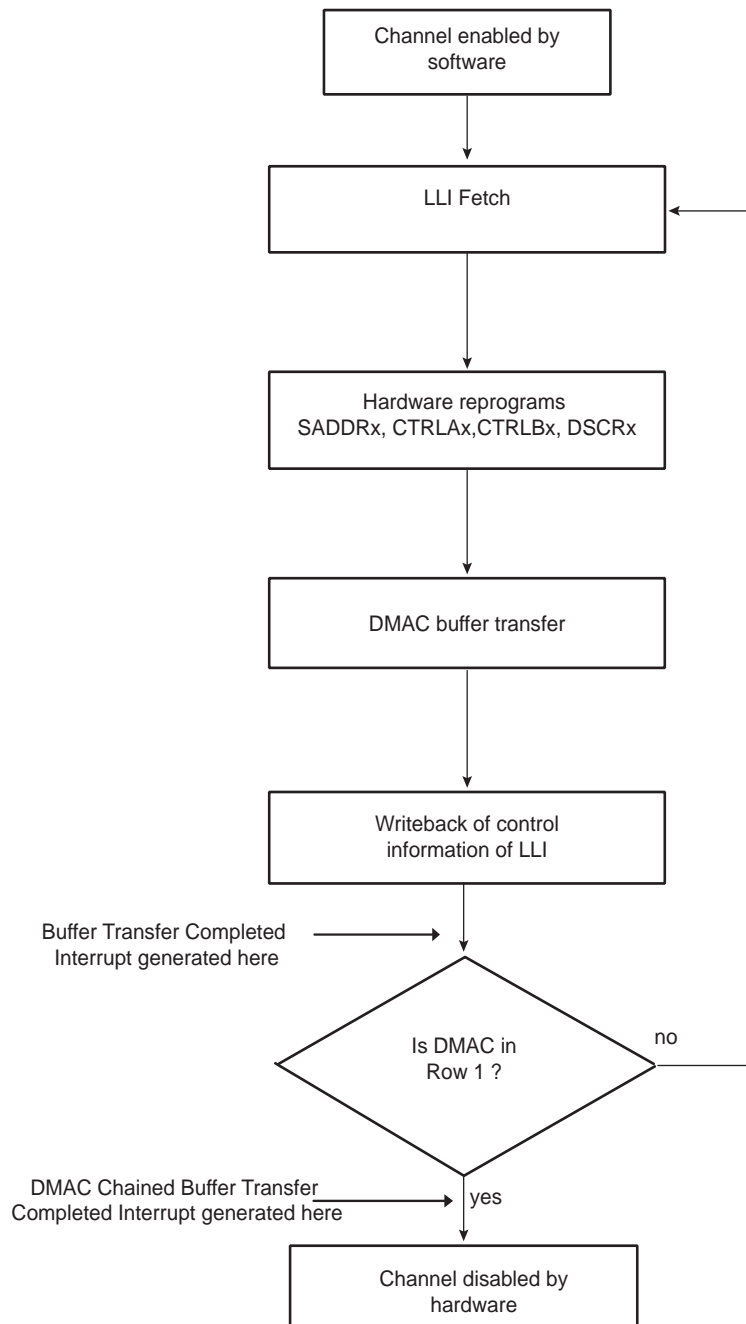 Channel enabled by
software
LLI Fetch
Hardware reprograms
SADDRx, CTRLAx,CTRLBx, DSCRx
DMAC buffer transfer
Writeback of control
information of LLI
Buffer Transfer Completed
Interrupt generated here
Is DMAC in
Row 1 ?
no
DMAC Chained Buffer Transfer
Completed Interrupt generated here
yes
Channel disabled by
hardware